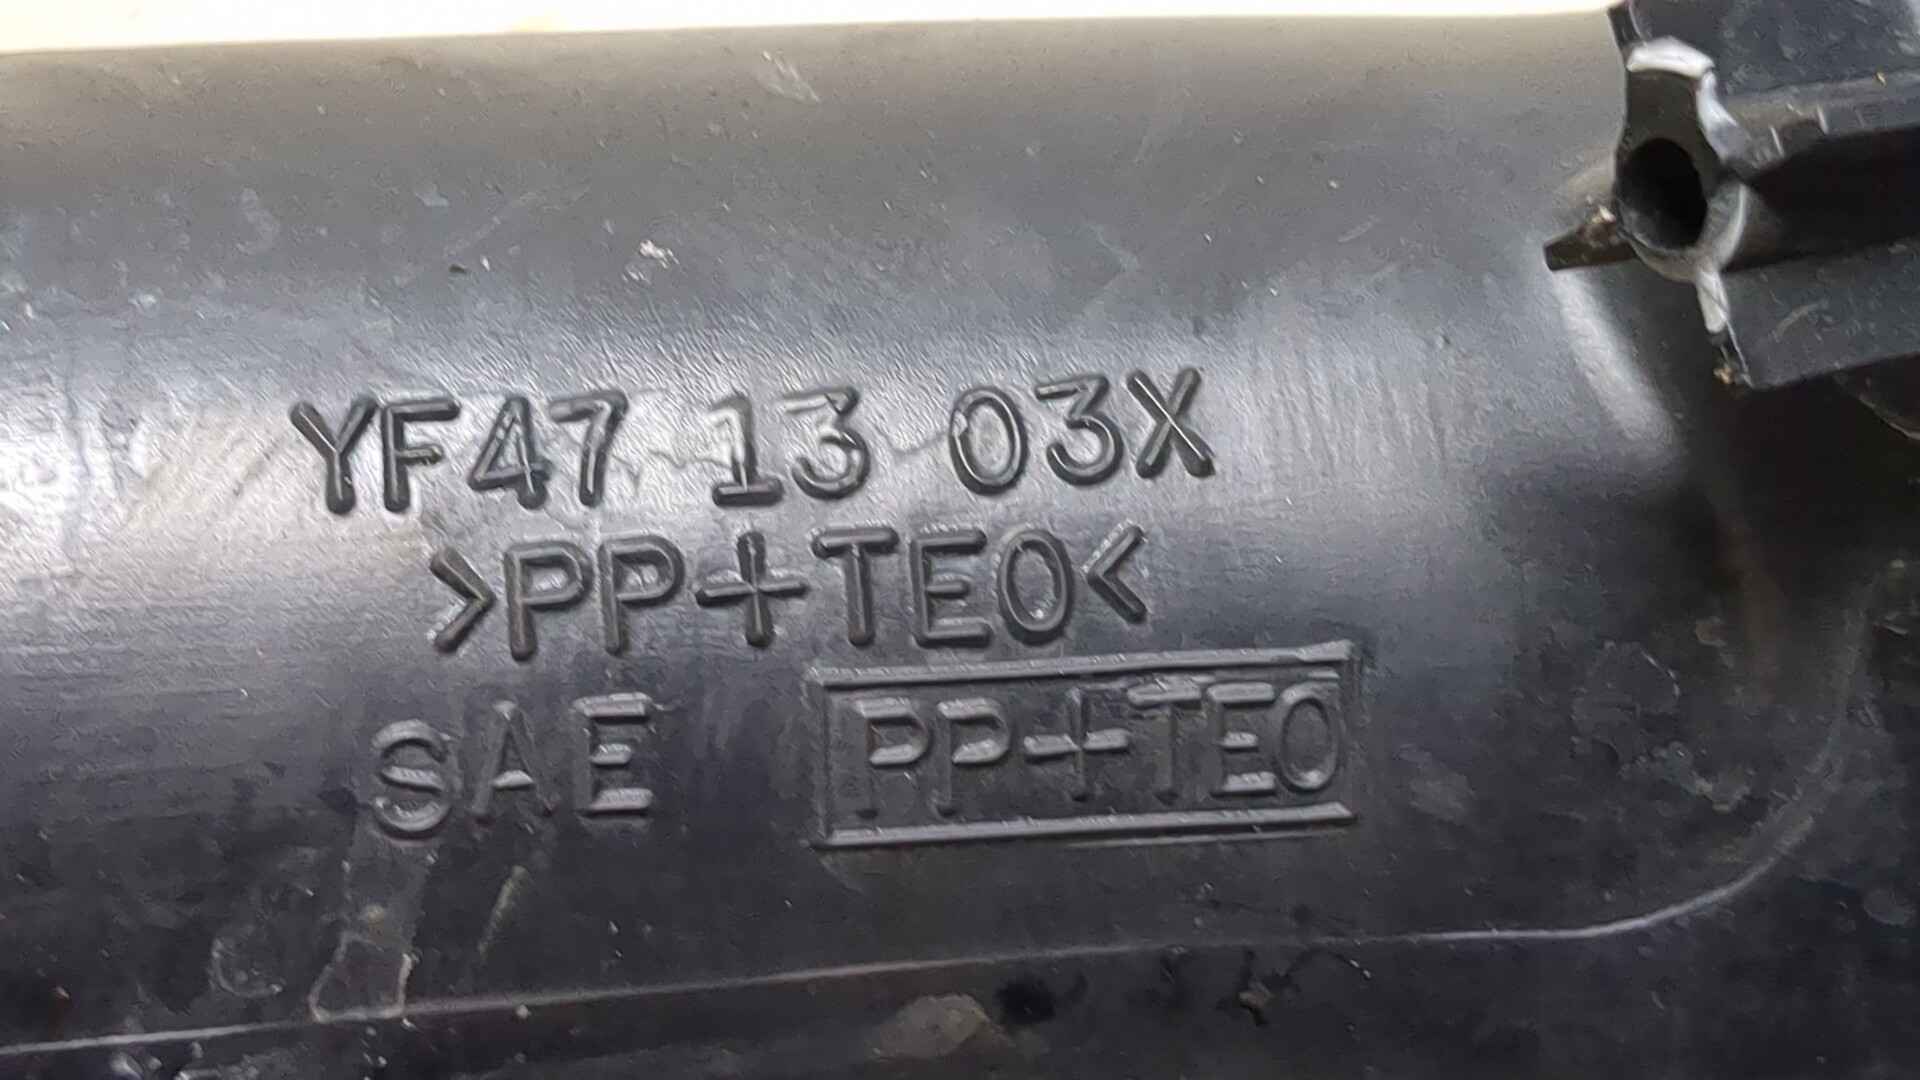 YF47 13 03X
>PP+TEO<
SAE PP+TEO